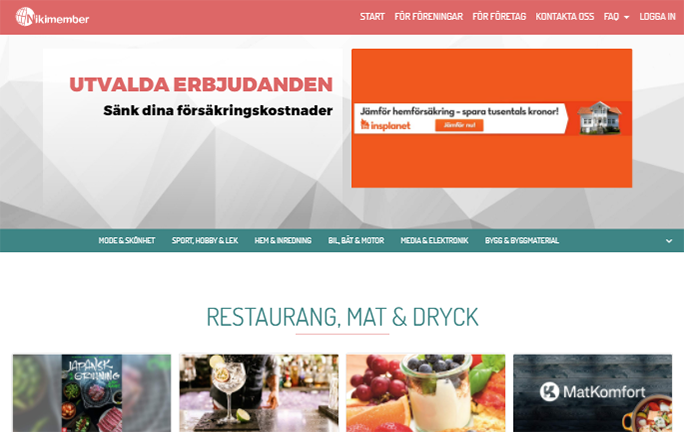 Wikimember
START FÖR FÖRENINGAR FÖR FÖRETAG KONTAKTA OSS FAQ LOGGA IN
UTVALDA ERBJUDANDEN
Sänk dina försäkringskostnader
Jämför hemförsäkring – spara tusentals kronor!
insplanet
Jämför nu!
MODE & SKÖNHET SPORT, HOBBY & LEK HEM & INREDNING BIL, BÅT & MOTOR MEDIA & ELEKTRONIK BYGG & BYGGMATERIAL
RESTAURANG, MAT & DRYCK
JAPANSK
GRILLNING
MatKomfort